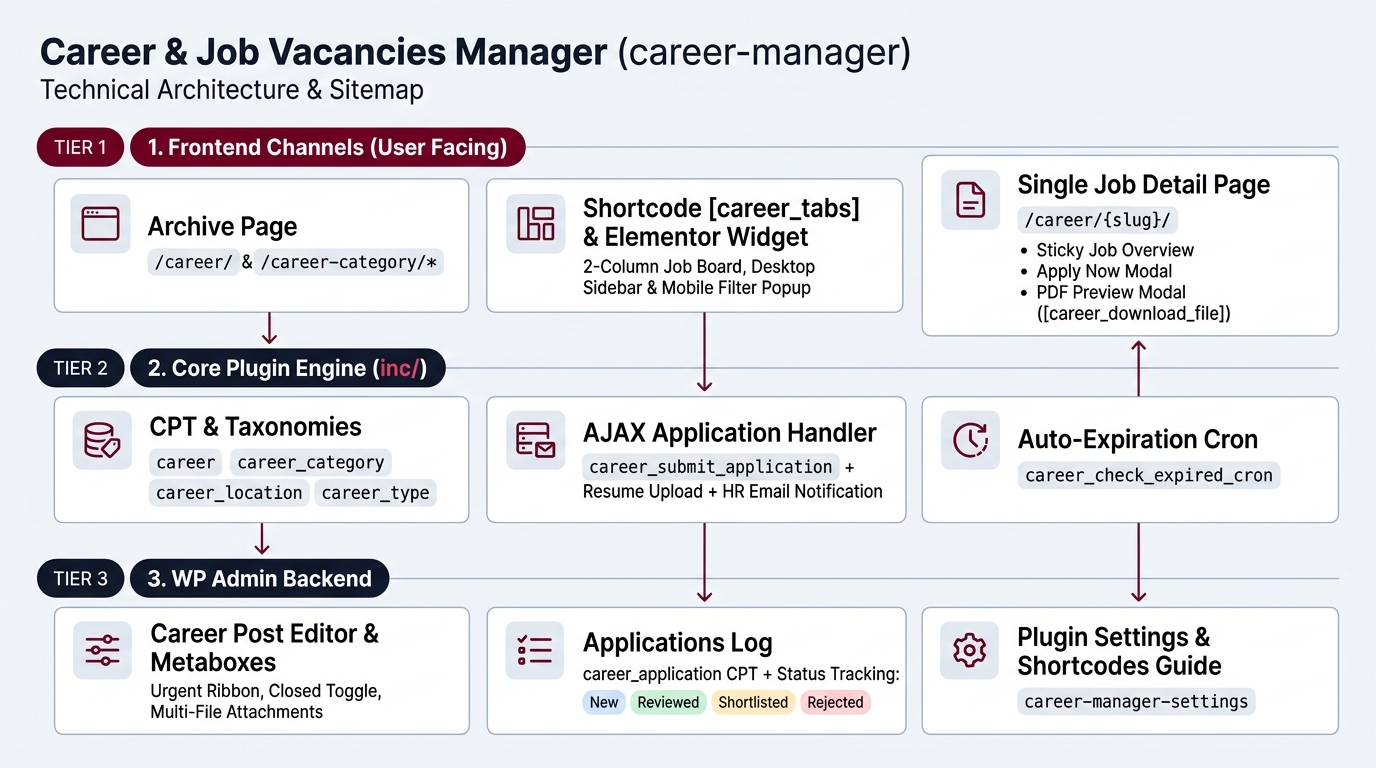 Career & Job Vacancies Manager (career-manager)
Technical Architecture & Sitemap
TIER 1
1. Frontend Channels (User Facing)
Archive Page
/career/ & /career-category/*
Shortcode [career_tabs]
& Elementor Widget
2-Column Job Board, Desktop
Sidebar & Mobile Filter Popup
Single Job Detail Page
/career/{slug}/
• Sticky Job Overview
• Apply Now Modal
• PDF Preview Modal
([career_download_file])
TIER 2
2. Core Plugin Engine (inc/)
CPT & Taxonomies
career career_category
career_location career_type
AJAX Application Handler
career_submit_application +
Resume Upload + HR Email Notification
Auto-Expiration Cron
career_check_expired_cron
TIER 3
3. WP Admin Backend
Career Post Editor &
Metaboxes
Urgent Ribbon, Closed Toggle,
Multi-File Attachments
Applications Log
career_application CPT + Status Tracking:
New Reviewed Shortlisted Rejected
Plugin Settings &
Shortcodes Guide
career-manager-settings